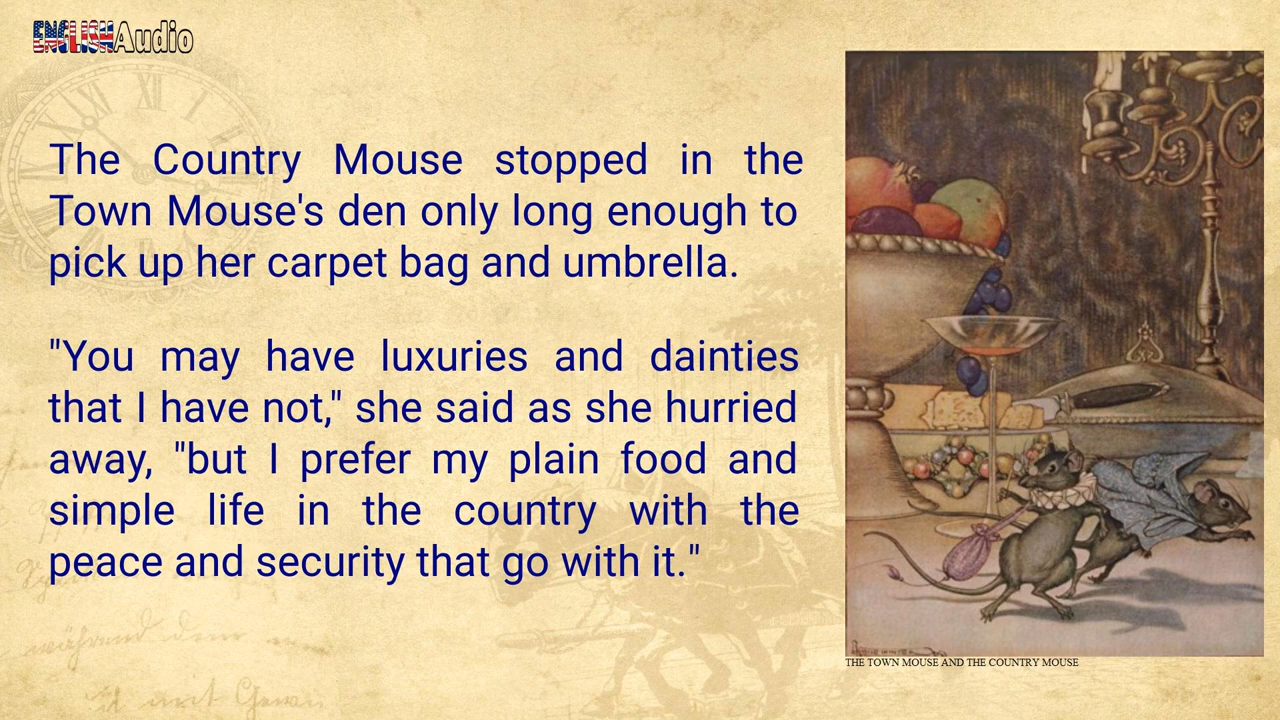 ENGLISHAudio
The Country Mouse stopped in the
Town Mouse's den only long enough to
pick up her carpet bag and umbrella.
"You may have luxuries and dainties
that I have not," she said as she hurried
away, "but I prefer my plain food and
simple life in the country with the
peace and security that go with it."
THE TOWN MOUSE AND THE COUNTRY MOUSE
während